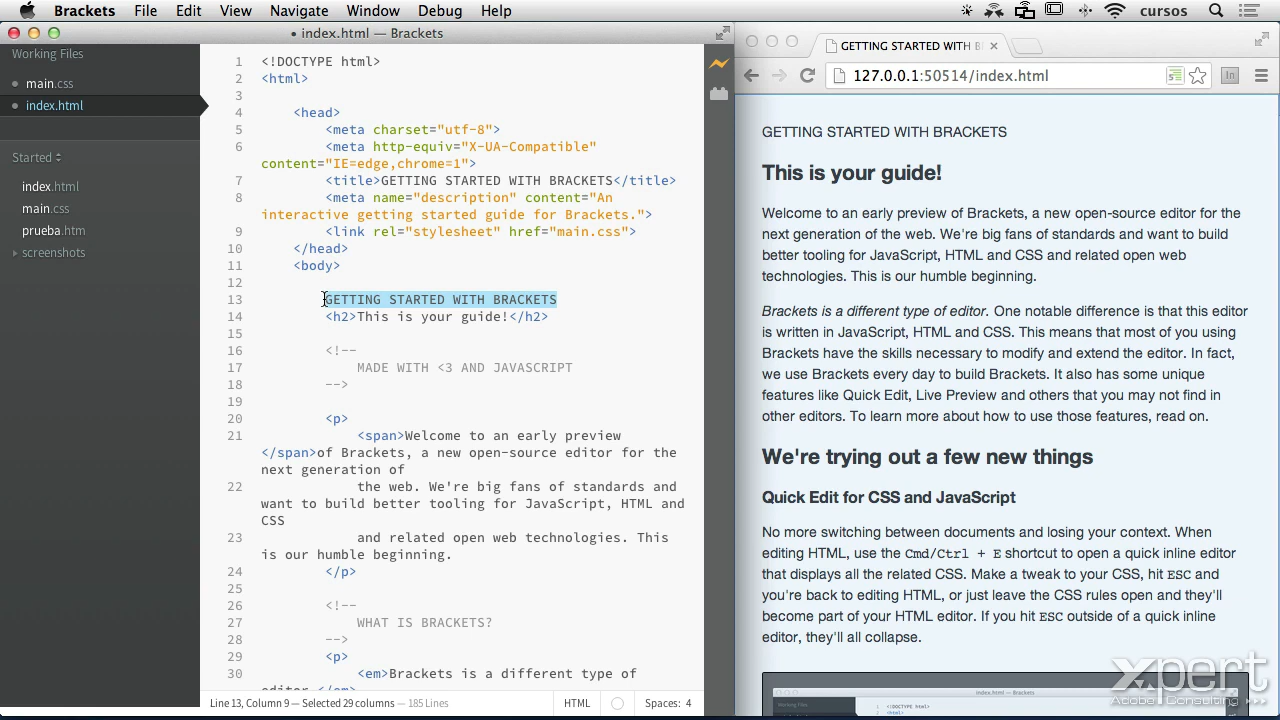 Brackets File Edit View Navigate Window Debug Help cursos
• index.html — Brackets
Working Files
main.css
index.html
Started
index.html
main.css
prueba.htm
screenshots
1 <!DOCTYPE html>
2 <html>
3
4 <head>
5 <meta charset="utf-8">
6 <meta http-equiv="X-UA-Compatible"
content="IE=edge,chrome=1">
7 <title>GETTING STARTED WITH BRACKETS</title>
8 <meta name="description" content="An
interactive getting started guide for Brackets.">
9 <link rel="stylesheet" href="main.css">
10 </head>
11 <body>
12
13 GETTING STARTED WITH BRACKETS
14 <h2>This is your guide!</h2>
15
16 <!--
17 MADE WITH <3 AND JAVASCRIPT
18 -->
19
20 <p>
21 <span>Welcome to an early preview
</span>of Brackets, a new open-source editor for the
next generation of
22 the web. We're big fans of standards and
want to build better tooling for JavaScript, HTML and
CSS
23 and related open web technologies. This
is our humble beginning.
24 </p>
25
26 <!--
27 WHAT IS BRACKETS?
28 -->
29 <p>
30 <em>Brackets is a different type of
editor.</em>
Line 13, Column 9 — Selected 29 columns — 185 Lines HTML Spaces: 4
GETTING STARTED WITH B
127.0.0.1:50514/index.html
In
GETTING STARTED WITH BRACKETS
This is your guide!
Welcome to an early preview of Brackets, a new open-source editor for the
next generation of the web. We're big fans of standards and want to build
better tooling for JavaScript, HTML and CSS and related open web
technologies. This is our humble beginning.
Brackets is a different type of editor. One notable difference is that this editor
is written in JavaScript, HTML and CSS. This means that most of you using
Brackets have the skills necessary to modify and extend the editor. In fact,
we use Brackets every day to build Brackets. It also has some unique
features like Quick Edit, Live Preview and others that you may not find in
other editors. To learn more about how to use those features, read on.
We're trying out a few new things
Quick Edit for CSS and JavaScript
No more switching between documents and losing your context. When
editing HTML, use the Cmd/Ctrl + E shortcut to open a quick inline editor
that displays all the related CSS. Make a tweak to your CSS, hit ESC and
you're back to editing HTML, or just leave the CSS rules open and they'll
become part of your HTML editor. If you hit ESC outside of a quick inline
editor, they'll all collapse.
index.html — Brackets
Working Files
1 <!DOCTYPE html>
2 <html>
xpert
Adobe Consulting >>>